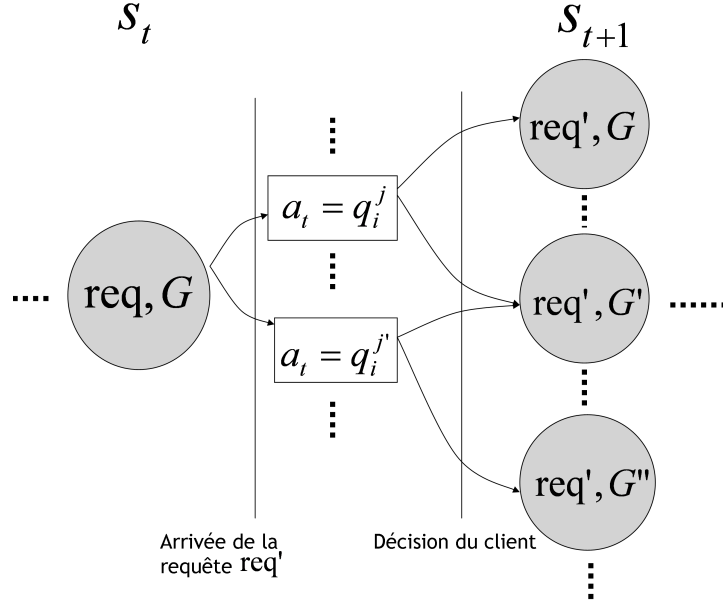 S_t
S_{t+1}
req', G
a_t = q_i^j
req, G
req', G'
a_t = q_i^{j'}
req', G"
Arrivée de la
requête req'
Décision du client